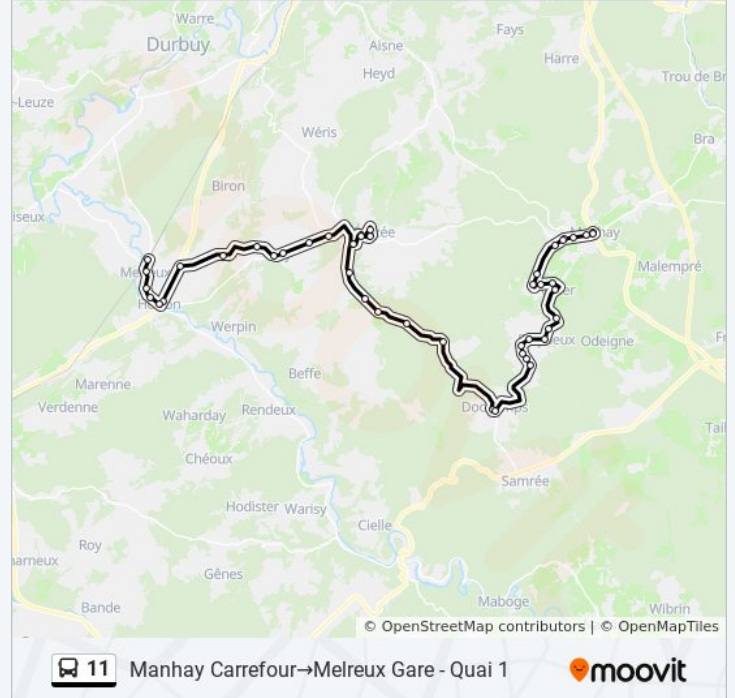 Warre
Durbuy
Aisne
Fays
Heyd
Harre
Trou de Br
-Leuze
Wéris
Bra
Biron
iseux
Malempré
Werpin
Odeigne
Beffe
Marenne
Verdenne
Rendeux
Waharday
Chéoux
Samrée
Hodister
Warisy
Cielle
Roy
Gênes
Maboge
Bande
Wibrin
© OpenStreetMap contributors | © OpenMapTiles
11 Manhay Carrefour→Melreux Gare - Quai 1 moovit